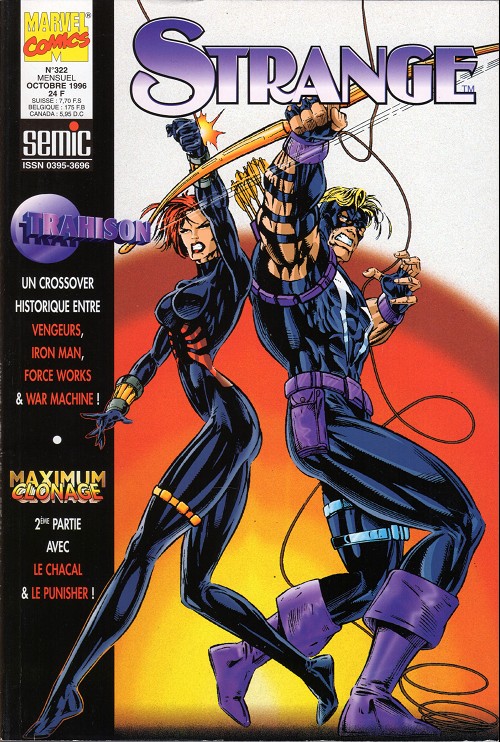 MARVEL®
COMICS
M
N°322
MENSUEL
OCTOBRE 1996
24 F
SUISSE : 7,70 F.S
BELGIQUE : 175 F.B
CANADA : 5,95 D.C
semic
ISSN 0395-3696
STRANGE™
TRAHISON
UN CROSSOVER
HISTORIQUE ENTRE
VENGEURS,
IRON MAN,
FORCE WORKS
& WAR MACHINE !
•
MAXIMUM
CLONAGE
2ÈME PARTIE
AVEC
LE CHACAL
& LE PUNISHER !